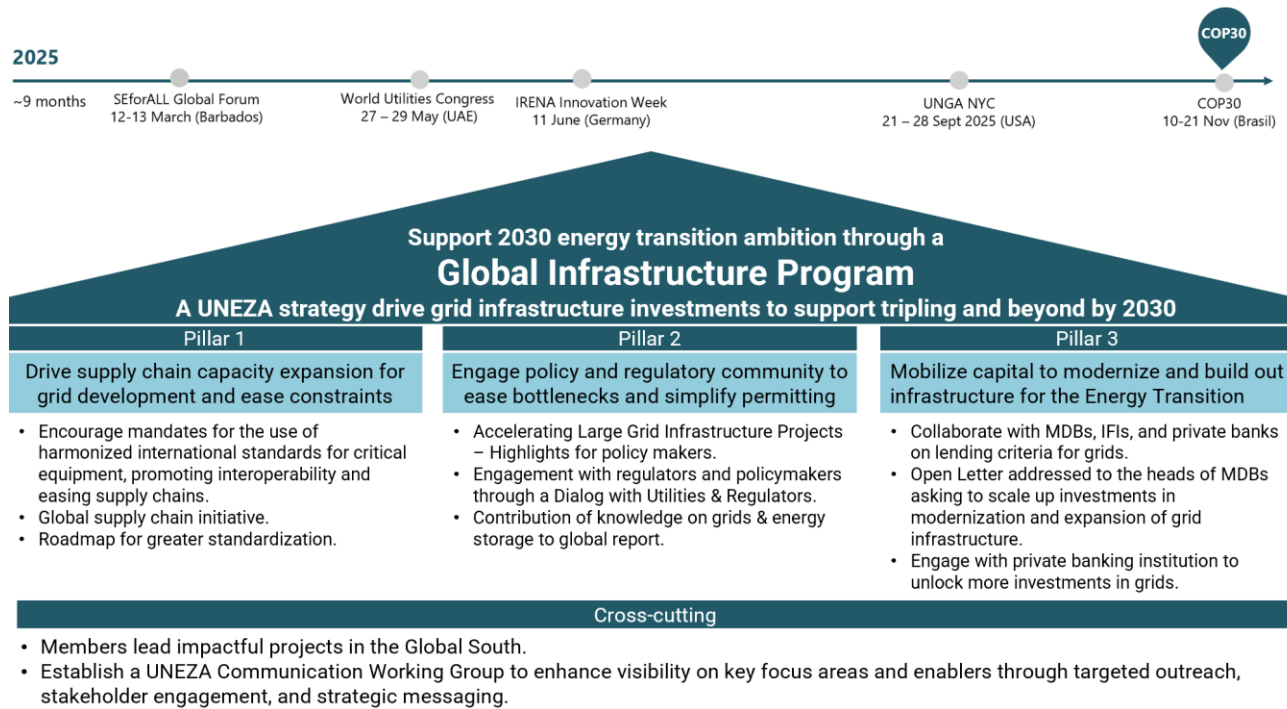 COP30
2025
~9 months
SEforALL Global Forum
12-13 March (Barbados)
World Utilities Congress
27 – 29 May (UAE)
IRENA Innovation Week
11 June (Germany)
UNGA NYC
21 – 28 Sept 2025 (USA)
COP30
10-21 Nov (Brasil)
Support 2030 energy transition ambition through a
Global Infrastructure Program
A UNEZA strategy drive grid infrastructure investments to support tripling and beyond by 2030
Pillar 1
Drive supply chain capacity expansion for
grid development and ease constraints
• Encourage mandates for the use of
harmonized international standards for critical
equipment, promoting interoperability and
easing supply chains.
• Global supply chain initiative.
• Roadmap for greater standardization.
Pillar 2
Engage policy and regulatory community to
ease bottlenecks and simplify permitting
• Accelerating Large Grid Infrastructure Projects
– Highlights for policy makers.
• Engagement with regulators and policymakers
through a Dialog with Utilities & Regulators.
• Contribution of knowledge on grids & energy
storage to global report.
Pillar 3
Mobilize capital to modernize and build out
infrastructure for the Energy Transition
• Collaborate with MDBs, IFIs, and private banks
on lending criteria for grids.
• Open Letter addressed to the heads of MDBs
asking to scale up investments in
modernization and expansion of grid
infrastructure.
• Engage with private banking institution to
unlock more investments in grids.
Cross-cutting
• Members lead impactful projects in the Global South.
• Establish a UNEZA Communication Working Group to enhance visibility on key focus areas and enablers through targeted outreach,
stakeholder engagement, and strategic messaging.